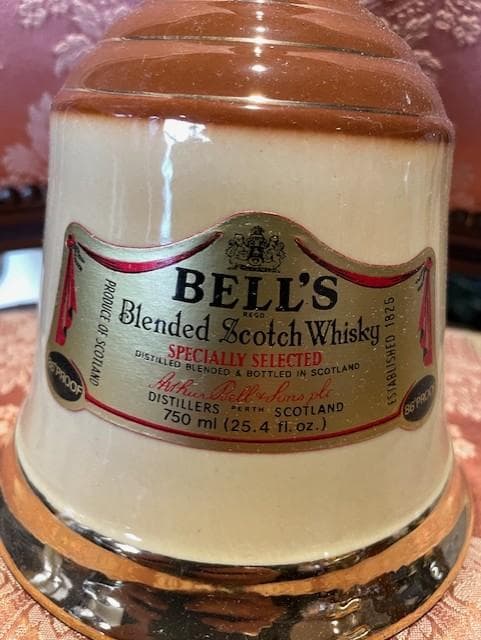 BELL'S
REGD
Blended Scotch Whisky
SPECIALLY SELECTED
DISTILLED BLENDED & BOTTLED IN SCOTLAND
Arthur Bell & Sons plc
DISTILLERS PERTH SCOTLAND
750 ml (25.4 fl. oz.)
PRODUCE OF SCOTLAND
ESTABLISHED 1825
86° PROOF
86° PROOF